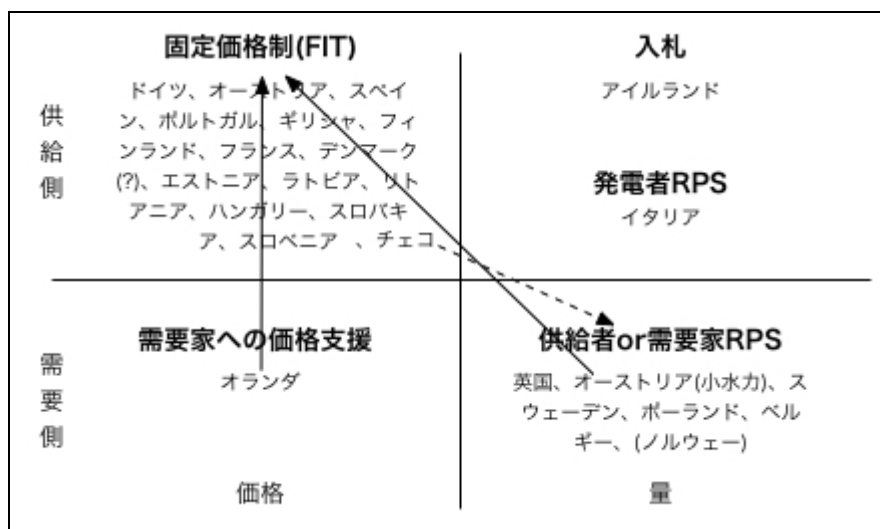 固定価格制(FIT)
ドイツ、オーストリア、スペイ
ン、ポルトガル、ギリシャ、フィ
ンランド、フランス、デンマーク
(?)、エストニア、ラトビア、リト
アニア、ハンガリー、スロバキ
ア、スロベニア 、チェコ
入札
アイルランド
発電者RPS
イタリア
供給側
需要家への価格支援
オランダ
供給者or需要家RPS
英国、オーストリア(小水力)、ス
ウェーデン、ポーランド、ベル
ギー、(ノルウェー)
需要側
価格
量